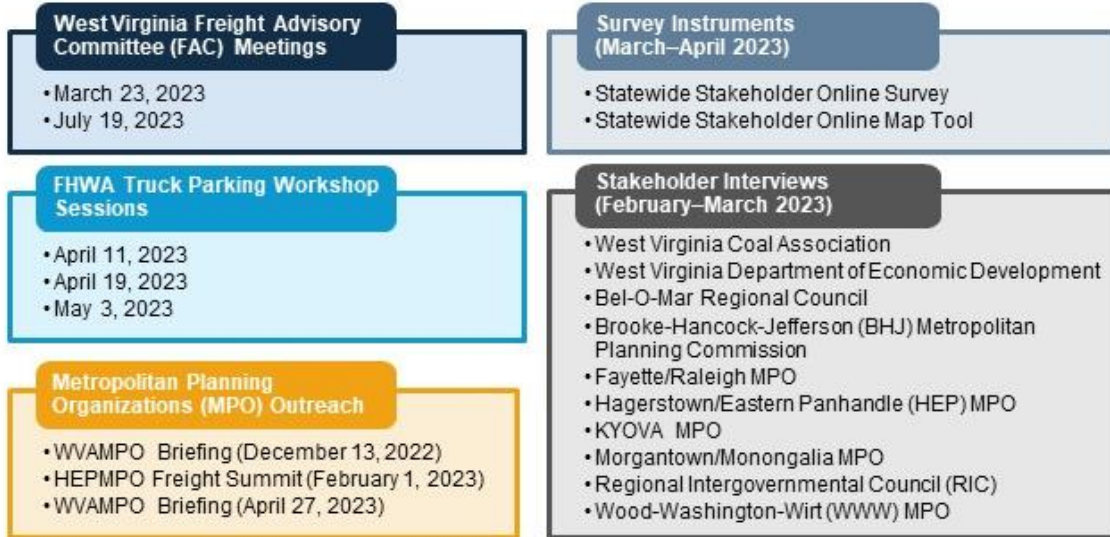 West Virginia Freight Advisory
Committee (FAC) Meetings
• March 23, 2023
• July 19, 2023
FHWA Truck Parking Workshop
Sessions
• April 11, 2023
• April 19, 2023
• May 3, 2023
Metropolitan Planning
Organizations (MPO) Outreach
• WVAMPO Briefing (December 13, 2022)
• HEPMPO Freight Summit (February 1, 2023)
• WVAMPO Briefing (April 27, 2023)
Survey Instruments
(March–April 2023)
• Statewide Stakeholder Online Survey
• Statewide Stakeholder Online Map Tool
Stakeholder Interviews
(February–March 2023)
• West Virginia Coal Association
• West Virginia Department of Economic Development
• Bel-O-Mar Regional Council
• Brooke-Hancock-Jefferson (BHJ) Metropolitan
Planning Commission
• Fayette/Raleigh MPO
• Hagerstown/Eastern Panhandle (HEP) MPO
• KYOVA MPO
• Morgantown/Monongalia MPO
• Regional Intergovernmental Council (RIC)
• Wood-Washington-Wirt (WWW) MPO